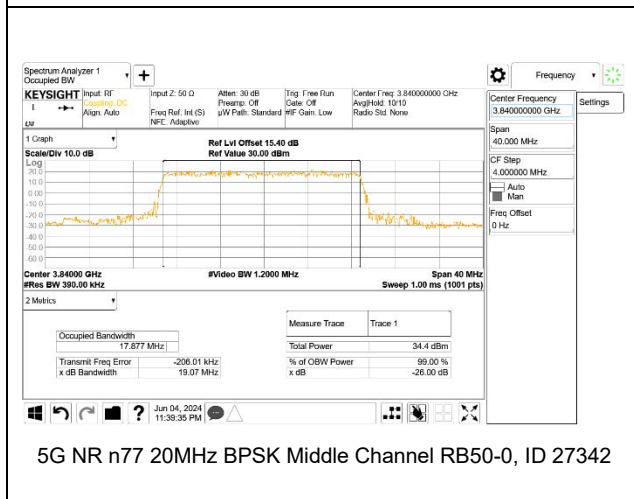 Spectrum Analyzer 1
Occupied BW
Frequency
KEYSIGHT Input: RF Input Z: 50 Ω Atten: 30 dB Trig: Free Run Center Freq: 3.840000000 GHz
Coupling: DC Preamp: Off Gate: Off Avg|Hold: 10/10
Align: Auto Freq Ref: Int (S) µW Path: Standard #IF Gain: Low Radio Std: None
NFE: Adaptive
Center Frequency
3.840000000 GHz
Settings
Span
40.000 MHz
CF Step
4.000000 MHz
Auto
Man
Freq Offset
0 Hz
1 Graph
Ref Lvl Offset 15.40 dB
Scale/Div 10.0 dB Ref Value 30.00 dBm
Log
20.0
10.0
0.00
-10.0
-20.0
-30.0
-40.0
-50.0
-60.0
Center 3.84000 GHz #Video BW 1.2000 MHz Span 40 MHz
#Res BW 390.00 kHz Sweep 1.00 ms (1001 pts)
2 Metrics
Measure Trace Trace 1
Occupied Bandwidth
17.877 MHz Total Power 34.4 dBm
Transmit Freq Error -206.01 kHz % of OBW Power 99.00 %
x dB Bandwidth 19.07 MHz x dB -26.00 dB
Jun 04, 2024
11:39:35 PM
5G NR n77 20MHz BPSK Middle Channel RB50-0, ID 27342